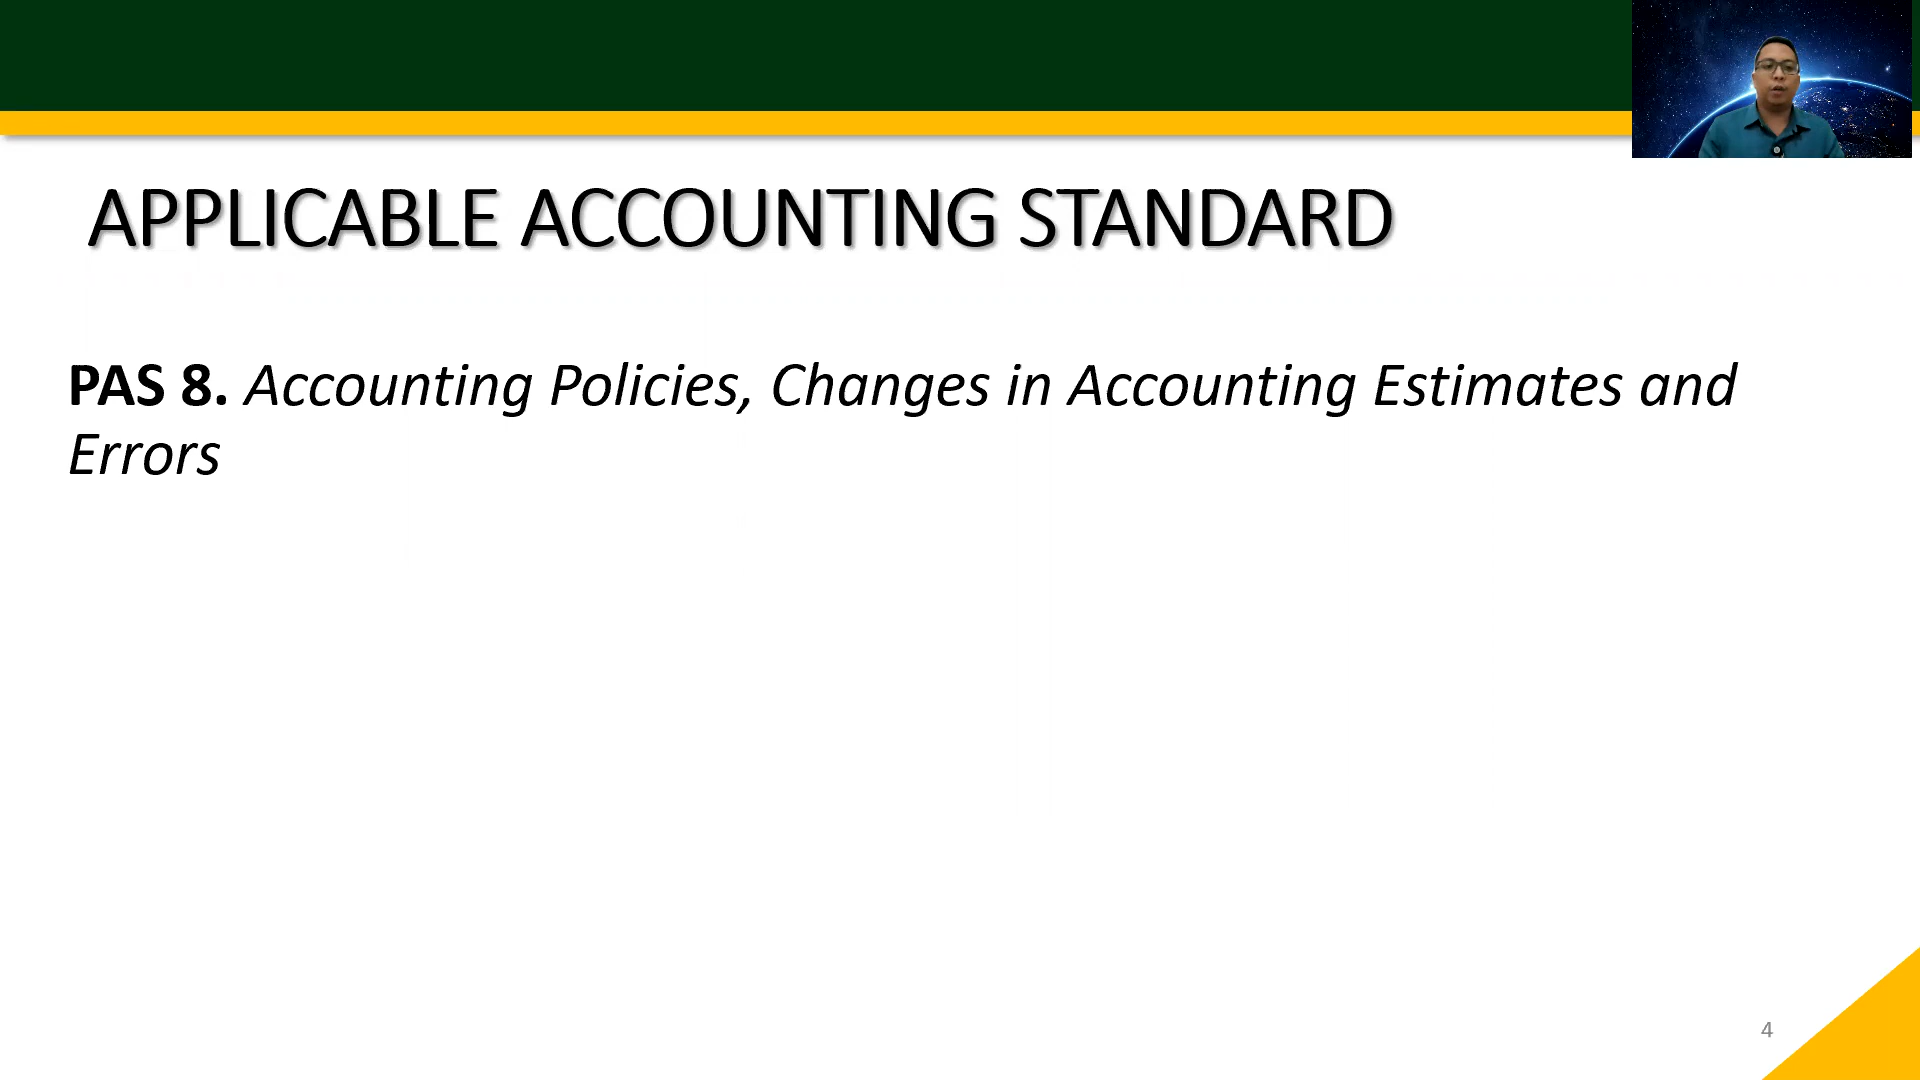 APPLICABLE ACCOUNTING STANDARD
PAS 8. Accounting Policies, Changes in Accounting Estimates and
Errors
4